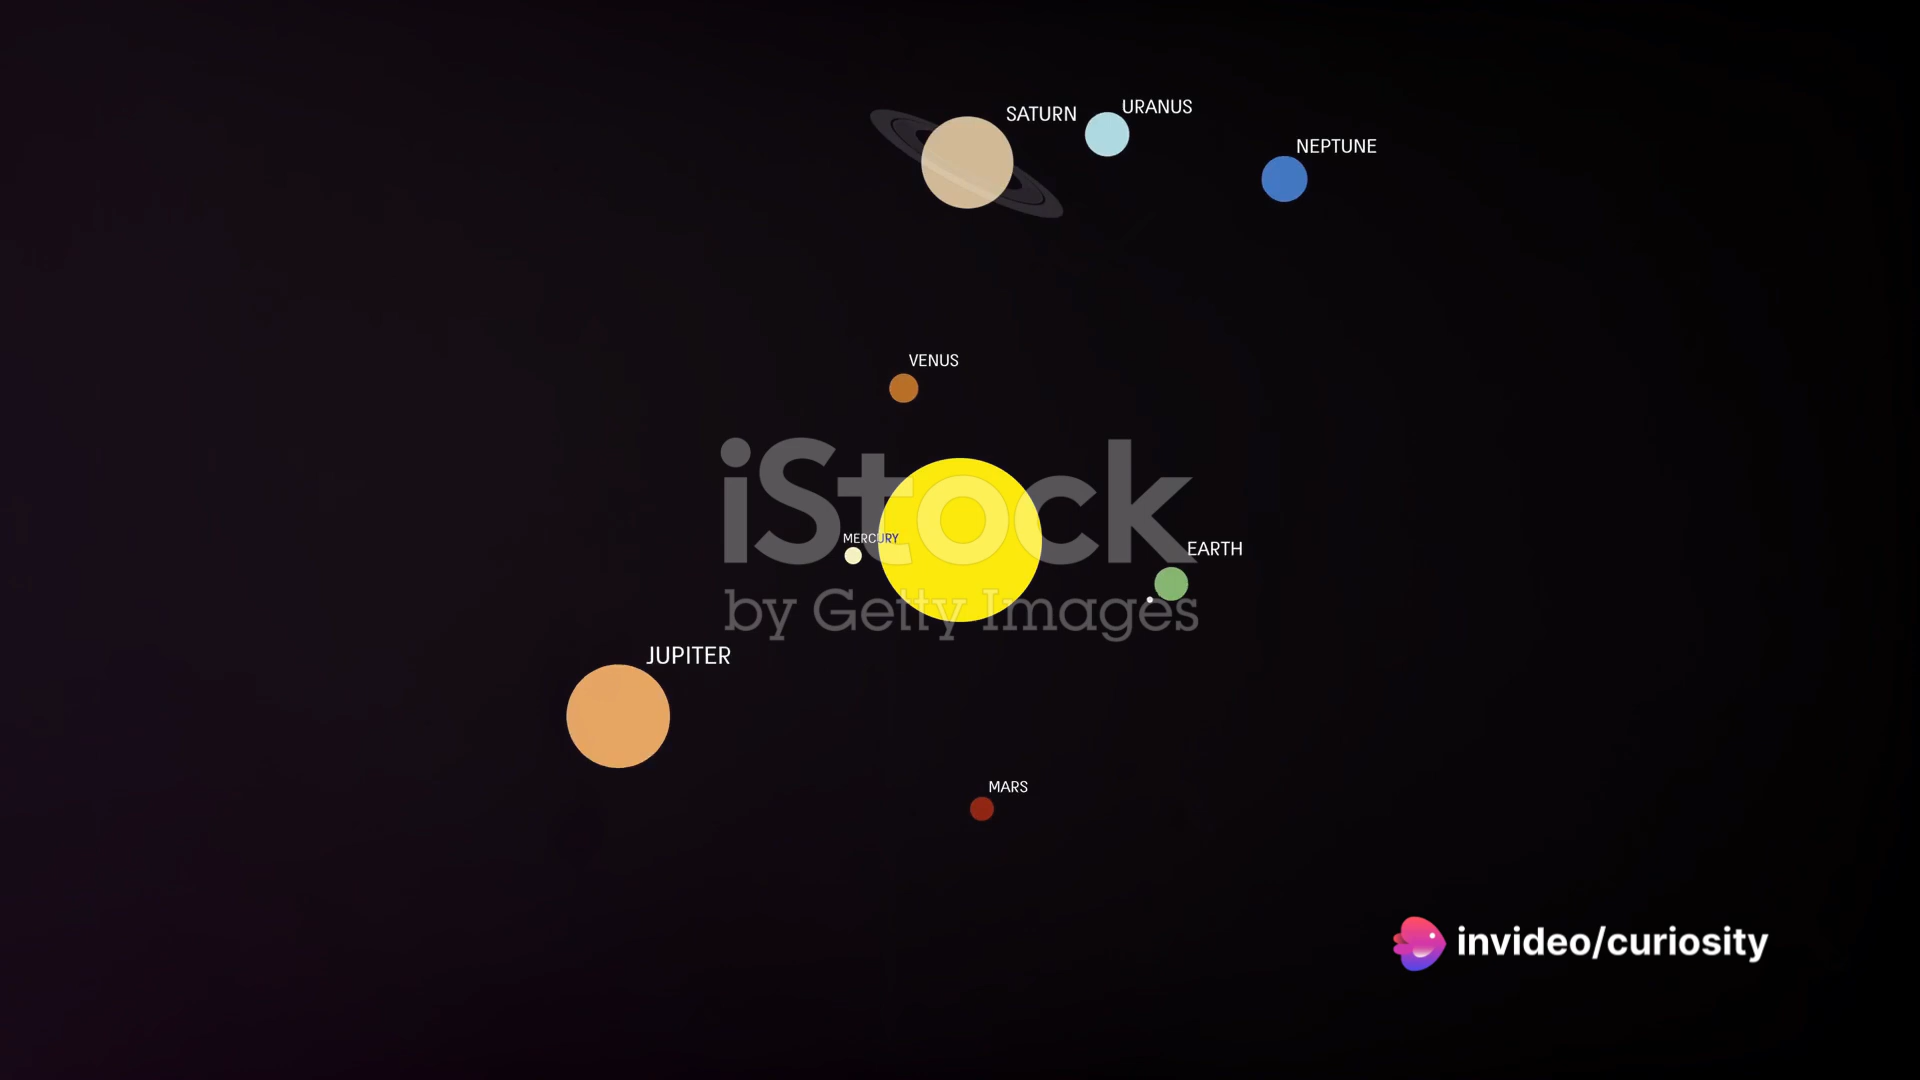 URANUS
SATURN
NEPTUNE
VENUS
iStock
MERCURY
EARTH
by Getty Images
JUPITER
MARS
invideo/curiosity